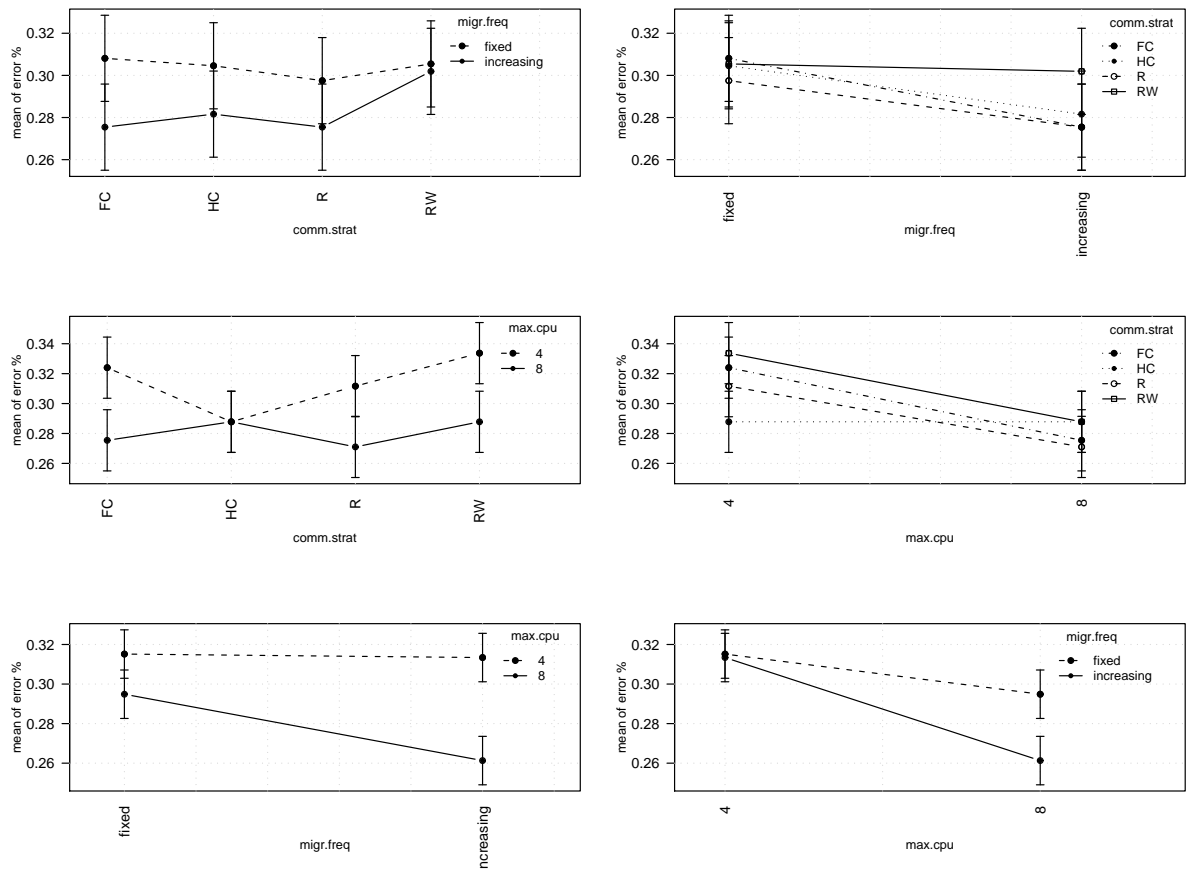 mean of error %
0.32
0.30
0.28
0.26
FC
HC
R
RW
comm.strat
migr.freq
fixed
increasing
mean of error %
0.32
0.30
0.28
0.26
fixed
increasing
migr.freq
comm.strat
FC
HC
R
RW
mean of error %
0.34
0.32
0.30
0.28
0.26
FC
HC
R
RW
comm.strat
max.cpu
4
8
mean of error %
0.34
0.32
0.30
0.28
0.26
4
8
max.cpu
comm.strat
FC
HC
R
RW
mean of error %
0.32
0.30
0.28
0.26
fixed
ncreasing
migr.freq
max.cpu
4
8
mean of error %
0.32
0.30
0.28
0.26
4
8
max.cpu
migr.freq
fixed
increasing